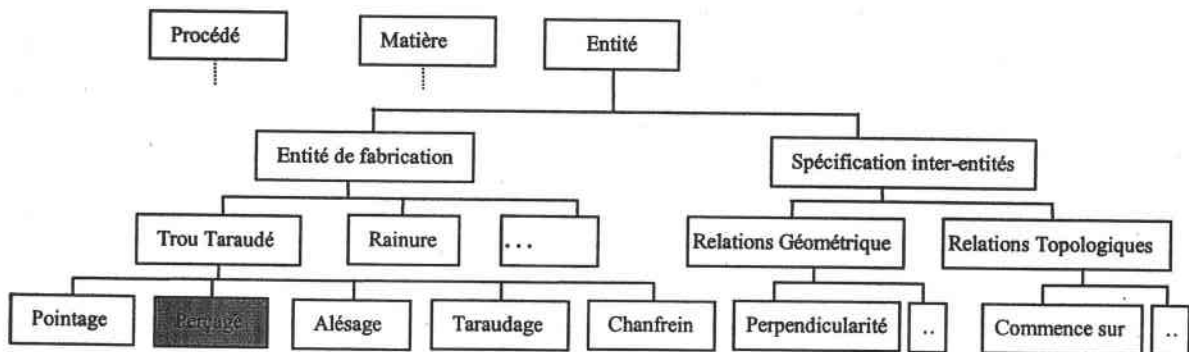 Procédé
Matière
Entité
Entité de fabrication
Spécification inter-entités
Trou Taraudé
Rainure
...
Relations Géométrique
Relations Topologiques
Pointage
Perçage
Alésage
Taraudage
Chanfrein
Perpendicularité
..
Commence sur
..